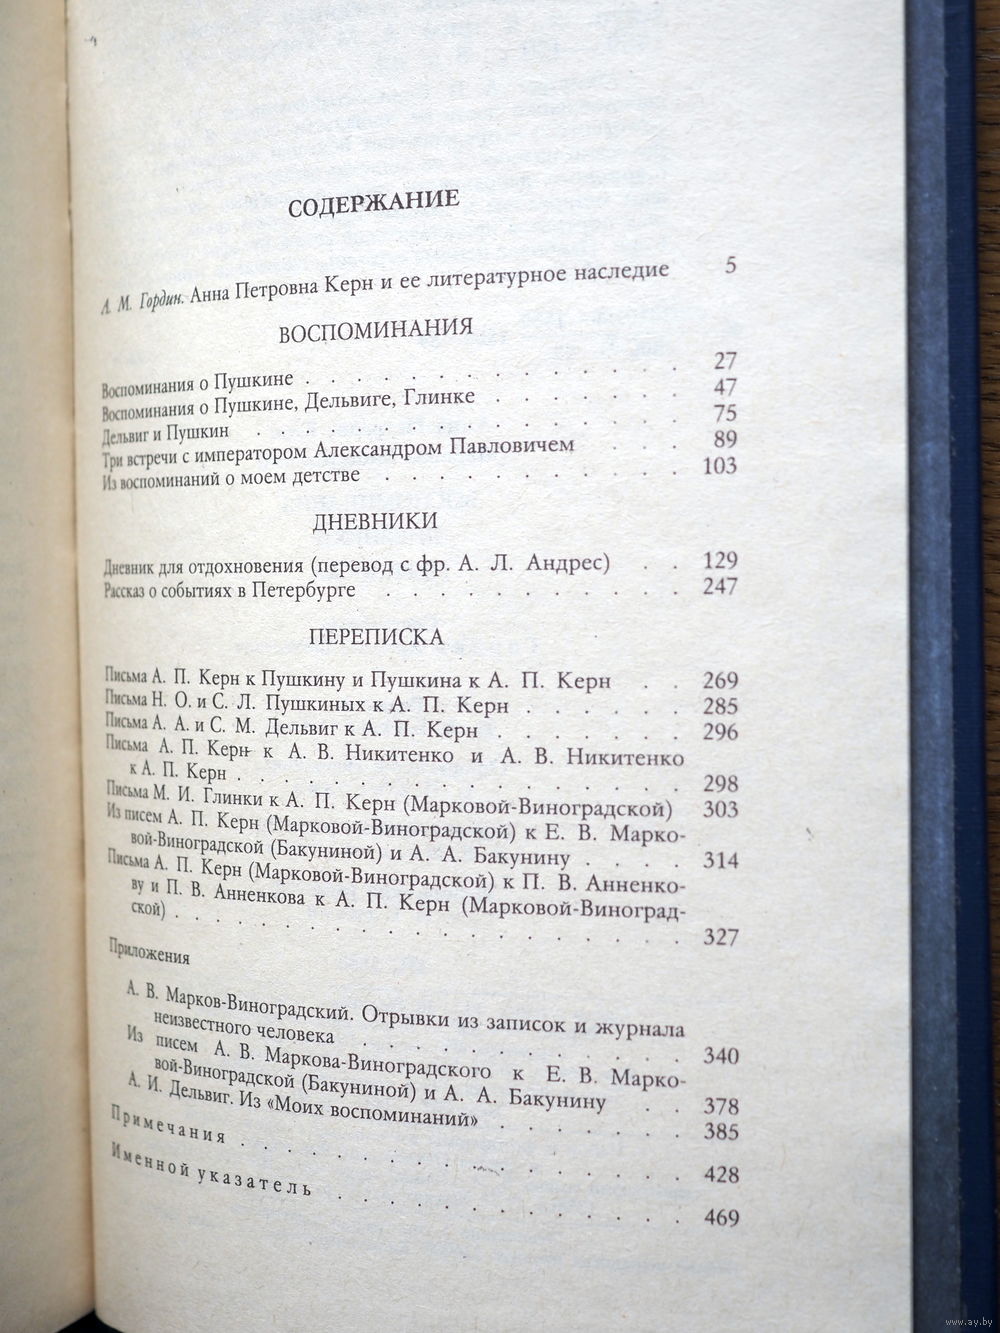 СОДЕРЖАНИЕ
А. М. Гордин. Анна Петровна Керн и ее литературное наследие 5
ВОСПОМИНАНИЯ
Воспоминания о Пушкине . . . . . . . . . . . . . . 27
Воспоминания о Пушкине, Дельвиге, Глинке . . . . . . . 47
Дельвиг и Пушкин . . . . . . . . . . . . . . . . 75
Три встречи с императором Александром Павловичем . . . 89
Из воспоминаний о моем детстве . . . . . . . . . . . 103
ДНЕВНИКИ
Дневник для отдохновения (перевод с фр. А. Л. Андрес) . . 129
Рассказ о событиях в Петербурге . . . . . . . . . . . 247
ПЕРЕПИСКА
Письма А. П. Керн к Пушкину и Пушкина к А. П. Керн . . 269
Письма Н. О. и С. Л. Пушкиных к А. П. Керн . . . . . . 285
Письма А. А. и С. М. Дельвиг к А. П. Керн . . . . . . . 296
Письма А. П. Керн к А. В. Никитенко и А. В. Никитенко
к А. П. Керн . . . . . . . . . . . . . . . . . 298
Письма М. И. Глинки к А. П. Керн (Марковой-Виноградской) 303
Из писем А. П. Керн (Марковой-Виноградской) к Е. В. Марко-
вой-Виноградской (Бакуниной) и А. А. Бакунину . . . . 314
Письма А. П. Керн (Марковой-Виноградской) к П. В. Анненко-
ву и П. В. Анненкова к А. П. Керн (Марковой-Виноград-
ской) . . . . . . . . . . . . . . . . . . . 327
Приложения
А. В. Марков-Виноградский. Отрывки из записок и журнала
неизвестного человека . . . . . . . . . . . . 340
Из писем А. В. Маркова-Виноградского к Е. В. Марко-
вой-Виноградской (Бакуниной) и А. А. Бакунину . . 378
А. И. Дельвиг. Из «Моих воспоминаний» . . . . . . . 385
Примечания . . . . . . . . . . . . . . . . . 428
Именной указатель . . . . . . . . . . . . . . 469
www.ay.by